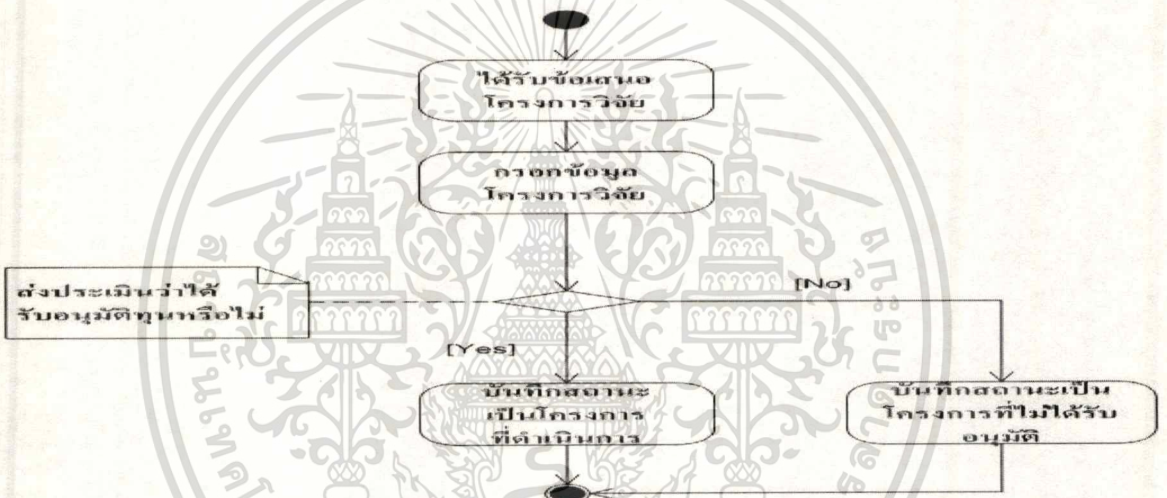 ได้รับข้อเสนอ
โครงการวิจัย
กรอกข้อมูล
โครงการวิจัย
ส่งประเมินว่าได้
รับอนุมัติทุนหรือไม่
[No]
[Yes]
บันทึกสถานะ
เป็นโครงการ
ที่ดำเนินการ
บันทึกสถานะเป็น
โครงการที่ไม่ได้รับ
อนุมัติ